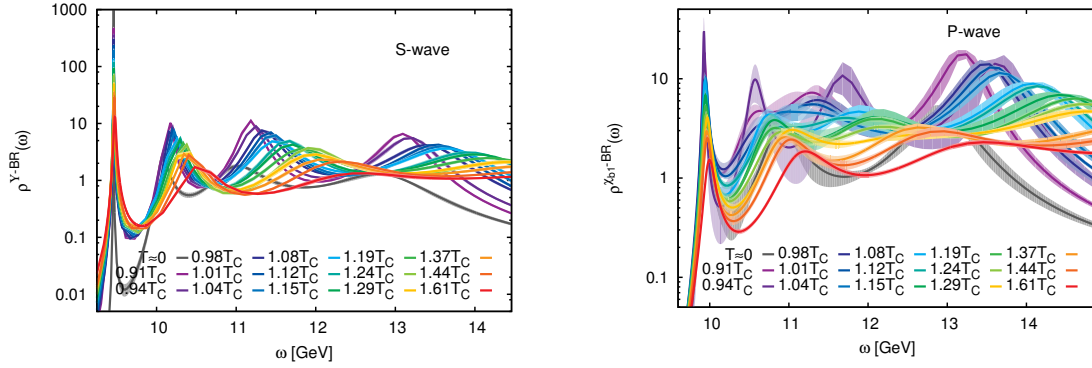 1000
100
10
1
0.1
0.01
ρ^Υ-BR(ω)
S-wave
T≈0 0.98T_C 1.08T_C 1.19T_C 1.37T_C
0.91T_C 1.01T_C 1.12T_C 1.24T_C 1.44T_C
0.94T_C 1.04T_C 1.15T_C 1.29T_C 1.61T_C
10 11 12 13 14
ω [GeV]
10
1
0.1
ρ^χb1-BR(ω)
P-wave
T≈0 0.98T_C 1.08T_C 1.19T_C 1.37T_C
0.91T_C 1.01T_C 1.12T_C 1.24T_C 1.44T_C
0.94T_C 1.04T_C 1.15T_C 1.29T_C 1.61T_C
10 11 12 13 14
ω [GeV]